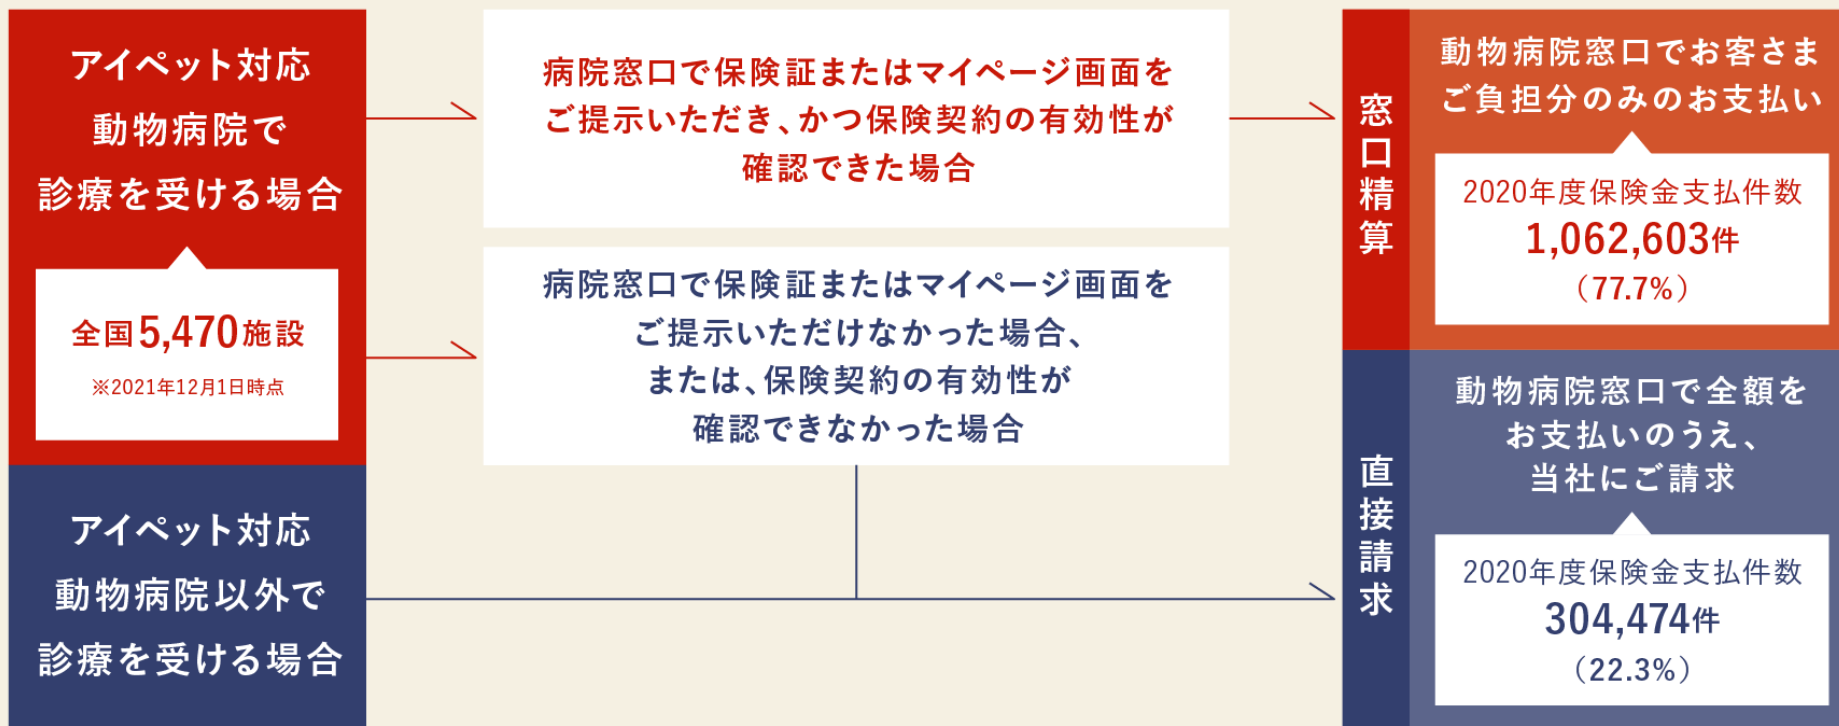 アイペット対応
動物病院で
診療を受ける場合
全国5,470施設
※2021年12月1日時点
病院窓口で保険証またはマイページ画面を
ご提示いただき、かつ保険契約の有効性が
確認できた場合
窓口精算
動物病院窓口でお客さま
ご負担分のみのお支払い
2020年度保険金支払件数
1,062,603件
（77.7%）
病院窓口で保険証またはマイページ画面を
ご提示いただけなかった場合、
または、保険契約の有効性が
確認できなかった場合
アイペット対応
動物病院以外で
診療を受ける場合
直接請求
動物病院窓口で全額を
お支払いのうえ、
当社にご請求
2020年度保険金支払件数
304,474件
（22.3%）